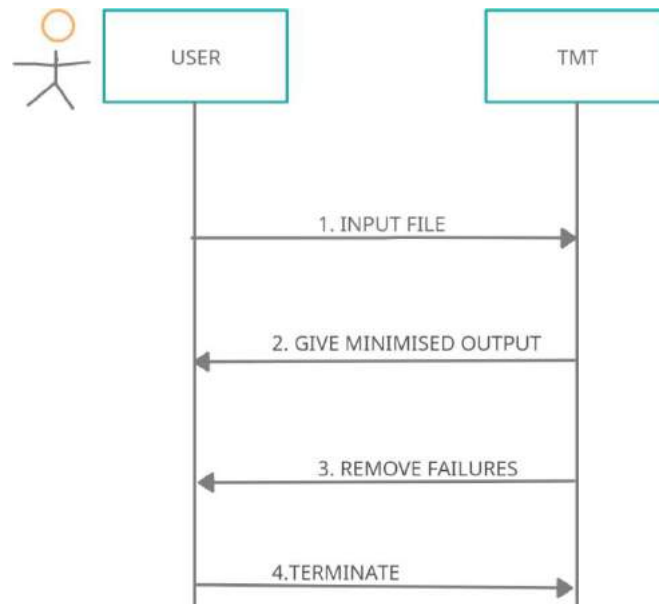 USER
TMT
1. INPUT FILE
2. GIVE MINIMISED OUTPUT
3. REMOVE FAILURES
4.TERMINATE